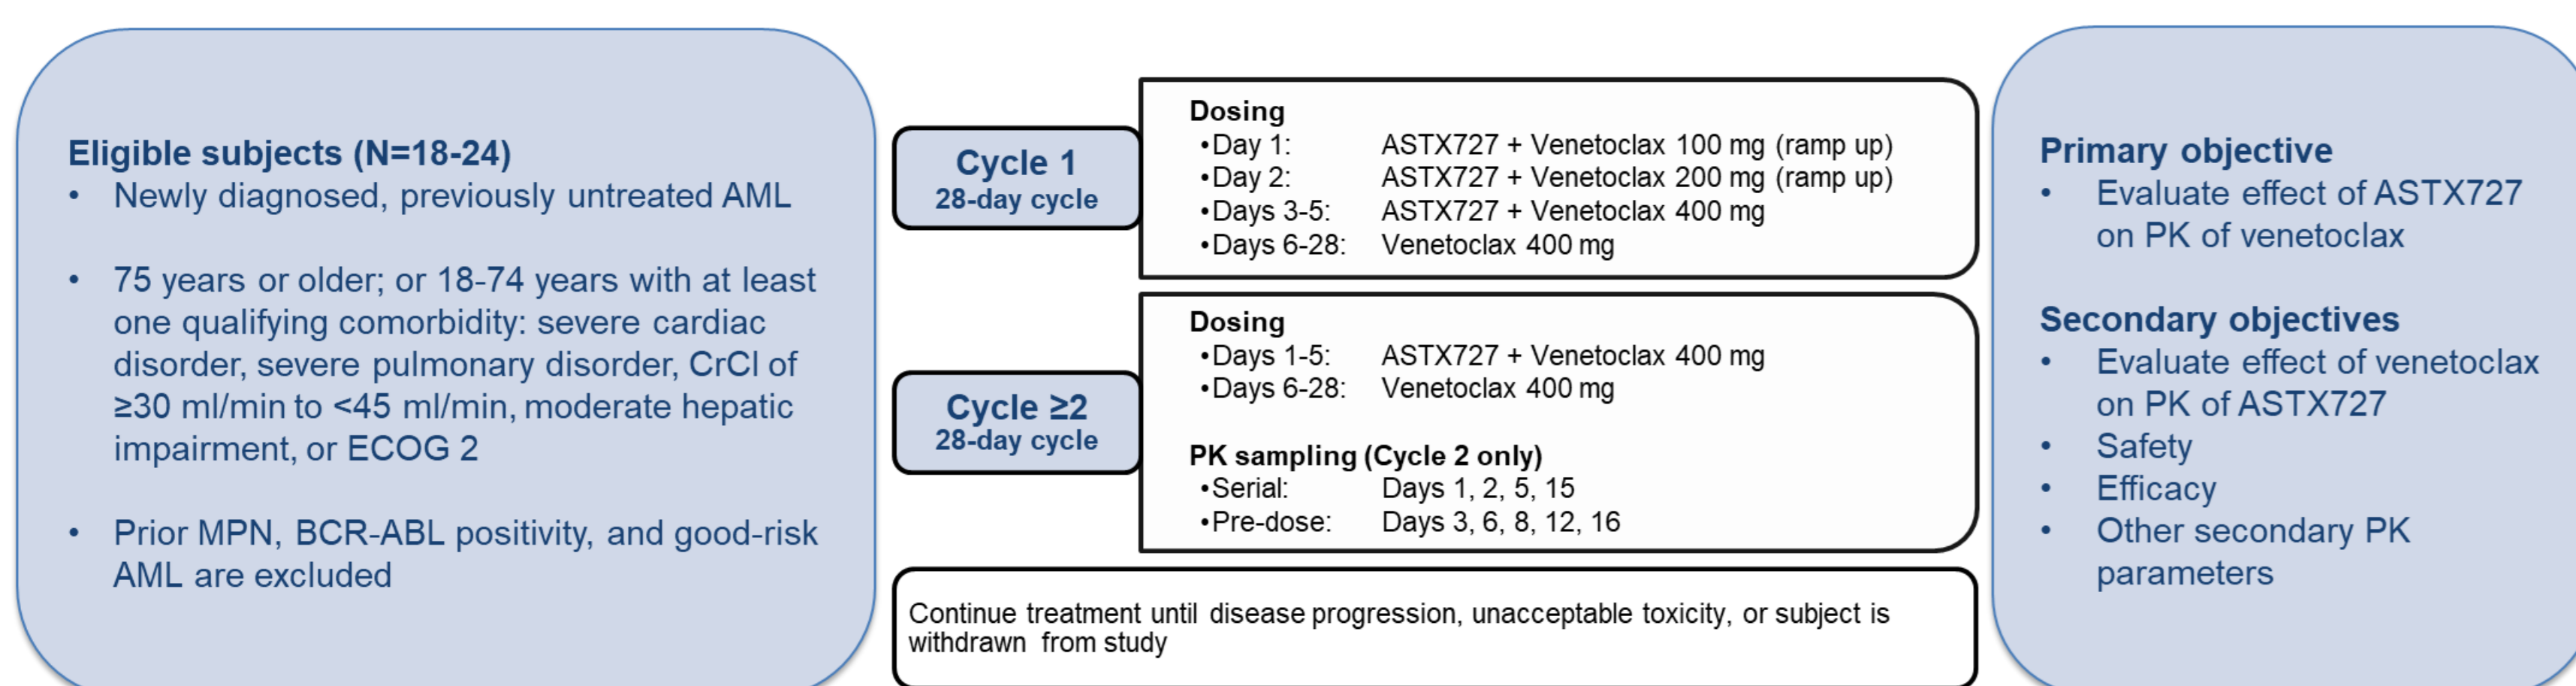 Eligible subjects (N=18-24)
• Newly diagnosed, previously untreated AML
• 75 years or older; or 18-74 years with at least
one qualifying comorbidity: severe cardiac
disorder, severe pulmonary disorder, CrCl of
≥30 ml/min to <45 ml/min, moderate hepatic
impairment, or ECOG 2
• Prior MPN, BCR-ABL positivity, and good-risk
AML are excluded
Cycle 1
28-day cycle
Dosing
•Day 1: ASTX727 + Venetoclax 100 mg (ramp up)
•Day 2: ASTX727 + Venetoclax 200 mg (ramp up)
•Days 3-5: ASTX727 + Venetoclax 400 mg
•Days 6-28: Venetoclax 400 mg
Cycle ≥2
28-day cycle
Dosing
•Days 1-5: ASTX727 + Venetoclax 400 mg
•Days 6-28: Venetoclax 400 mg
PK sampling (Cycle 2 only)
•Serial: Days 1, 2, 5, 15
•Pre-dose: Days 3, 6, 8, 12, 16
Continue treatment until disease progression, unacceptable toxicity, or subject is
withdrawn from study
Primary objective
• Evaluate effect of ASTX727
on PK of venetoclax
Secondary objectives
• Evaluate effect of venetoclax
on PK of ASTX727
• Safety
• Efficacy
• Other secondary PK
parameters